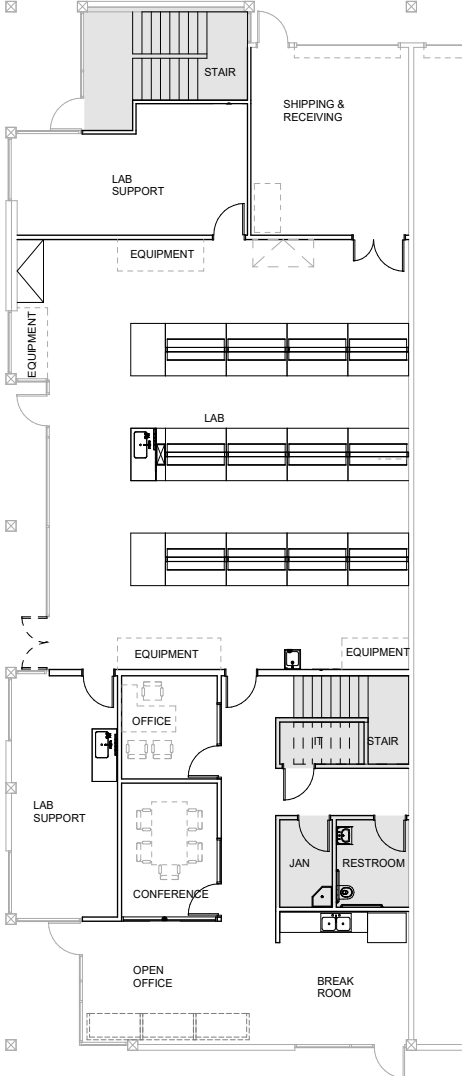 STAIR
SHIPPING &
RECEIVING
LAB
SUPPORT
EQUIPMENT
EQUIPMENT
LAB
EQUIPMENT
EQUIPMENT
OFFICE
IT
STAIR
LAB
SUPPORT
JAN
RESTROOM
CONFERENCE
OPEN
OFFICE
BREAK
ROOM